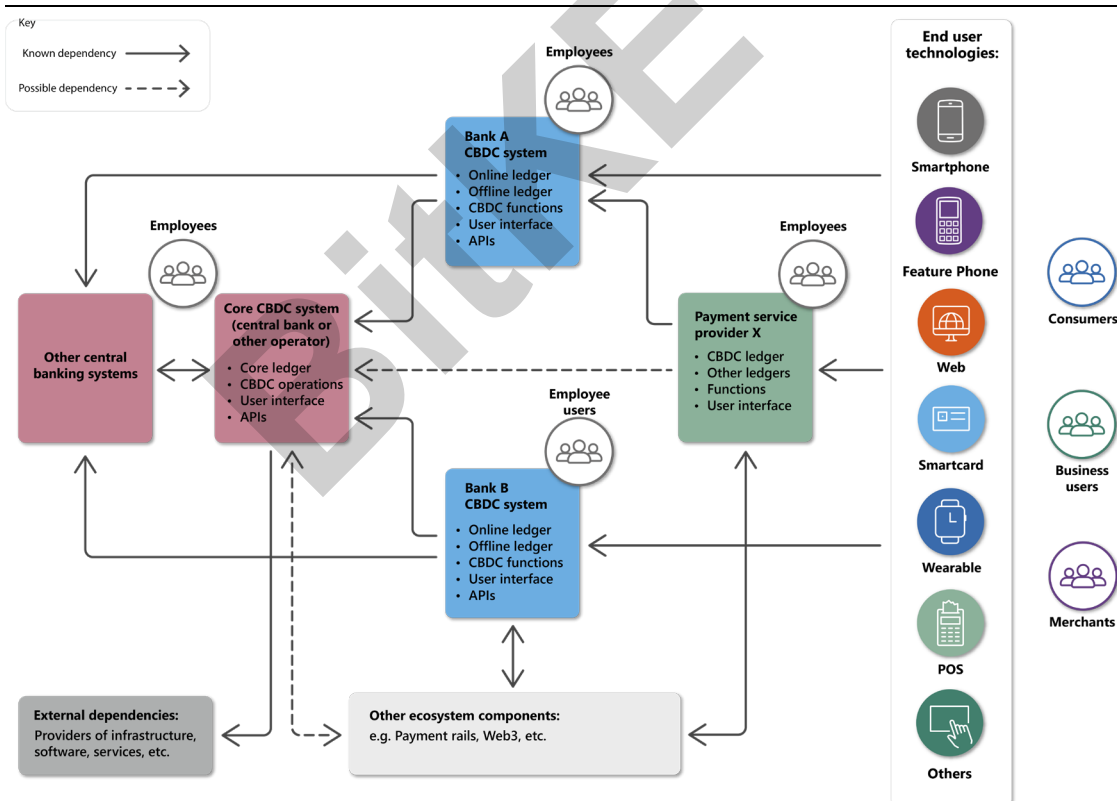 Key
Known dependency
Possible dependency
Employees
Bank A
CBDC system
• Online ledger
• Offline ledger
• CBDC functions
• User interface
• APIs
Employees
Other central
banking systems
Core CBDC system
(central bank or
other operator)
• Core ledger
• CBDC operations
• User interface
• APIs
Employees
Payment service
provider X
• CBDC ledger
• Other ledgers
• Functions
• User interface
Employee
users
Bank B
CBDC system
• Online ledger
• Offline ledger
• CBDC functions
• User interface
• APIs
External dependencies:
Providers of infrastructure,
software, services, etc.
Other ecosystem components:
e.g. Payment rails, Web3, etc.
End user
technologies:
Smartphone
Feature Phone
Web
Smartcard
Wearable
POS
Others
Consumers
Business
users
Merchants
BitKE